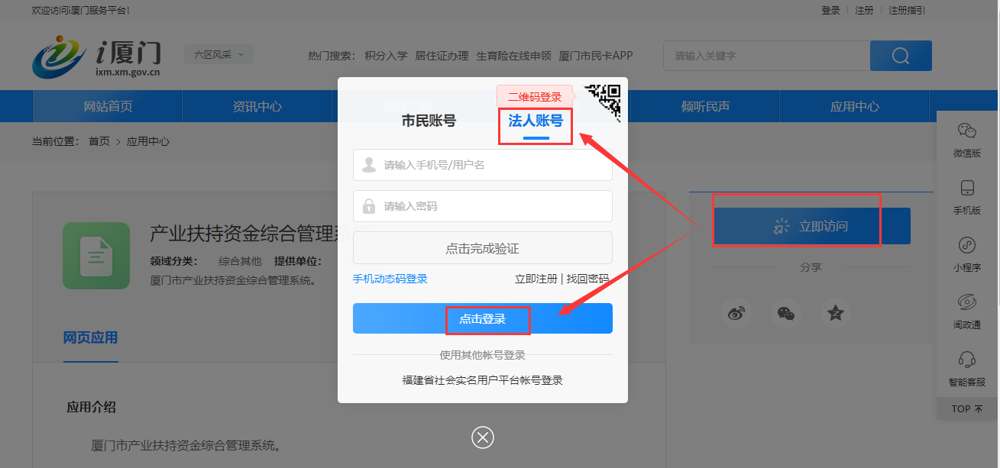 欢迎访问i厦门服务平台!
登录 注册 注册指引
i厦门
ixm.xm.gov.cn
六区风采
热门搜索： 积分入学 居住证办理 生育险在线申领 厦门市民卡APP
请输入关键字
网站首页 资讯中心 倾听民声 应用中心
当前位置： 首页 > 应用中心
二维码登录
市民账号 法人账号
请输入手机号/用户名
请输入密码
点击完成验证
手机动态码登录 立即注册 | 找回密码
点击登录
使用其他帐号登录
福建省社会实名用户平台帐号登录
产业扶持资金综合管理系
领域分类： 综合其他 提供单位：
厦门市产业扶持资金综合管理系统。
网页应用
应用介绍
厦门市产业扶持资金综合管理系统。
立即访问
分享
微信版
手机版
小程序
闽政通
智能客服
TOP